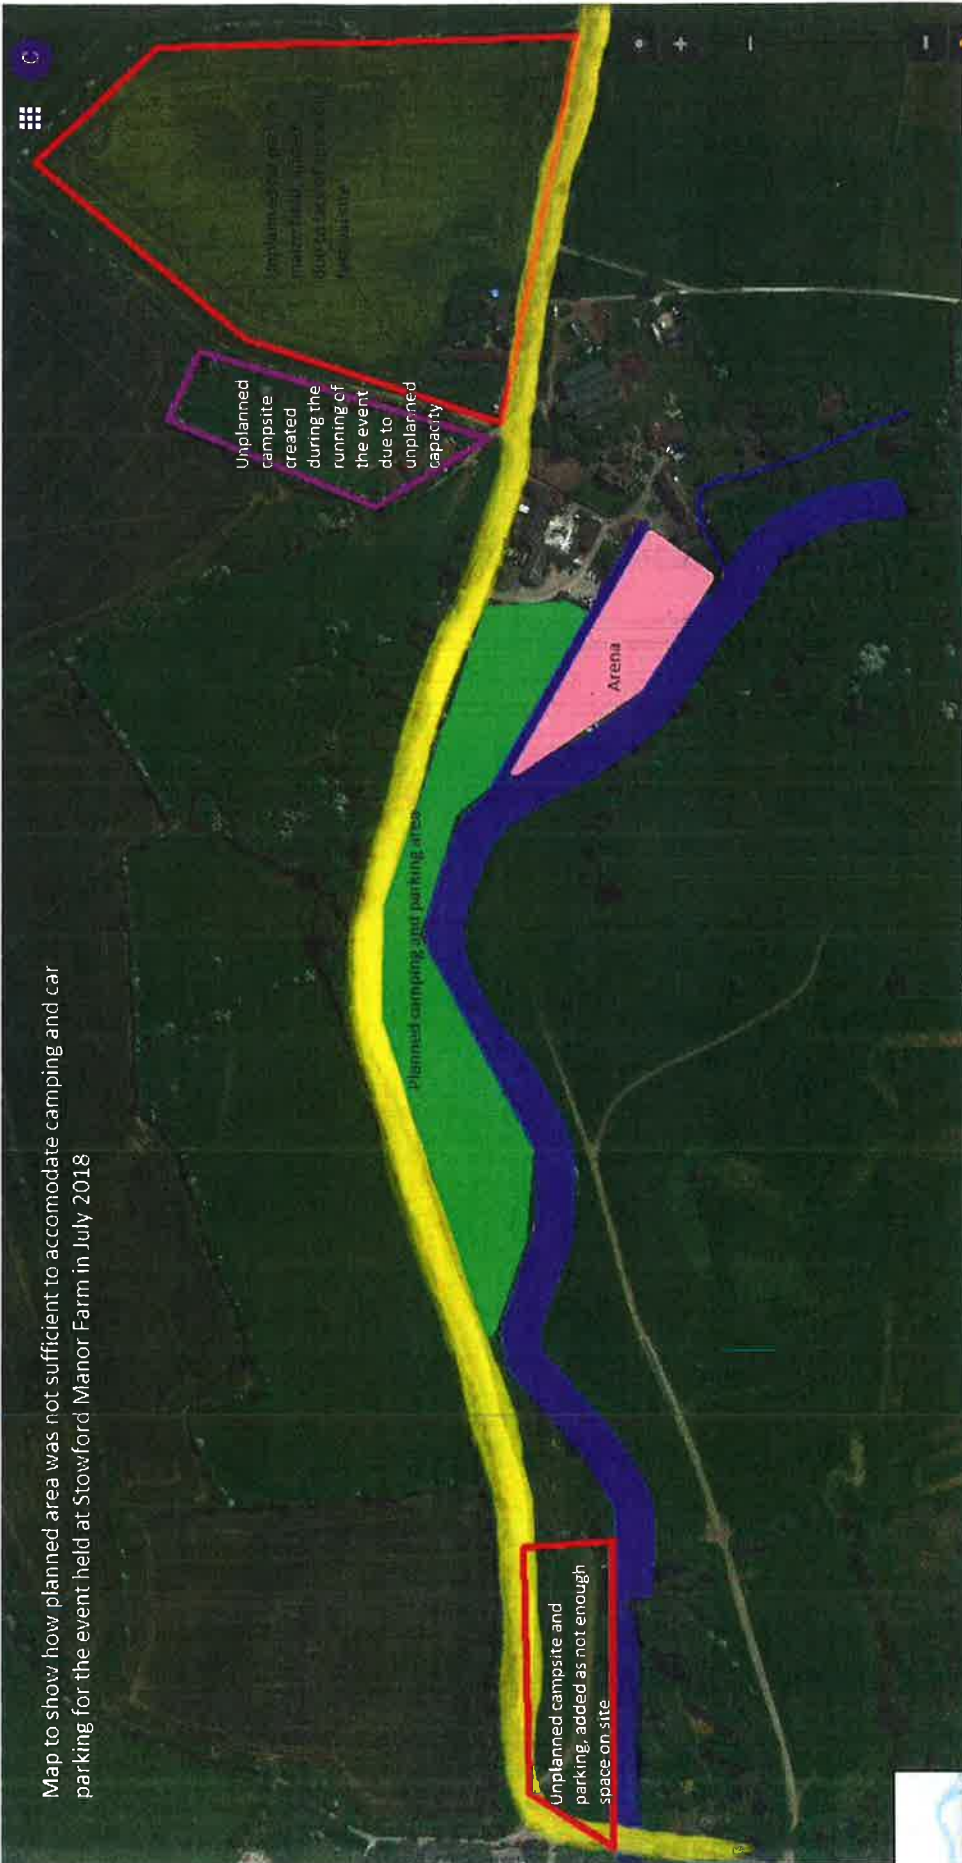 Map to show how planned area was not sufficient to accomodate camping and car
parking for the event held at Stowford Manor Farm in July 2018
Unplanned campsite and
parking, added as not enough
space on site
Planned camping and parking area
Arena
Unplanned
campsite
created
during the
running of
the event
due to
unplanned
capacity
C